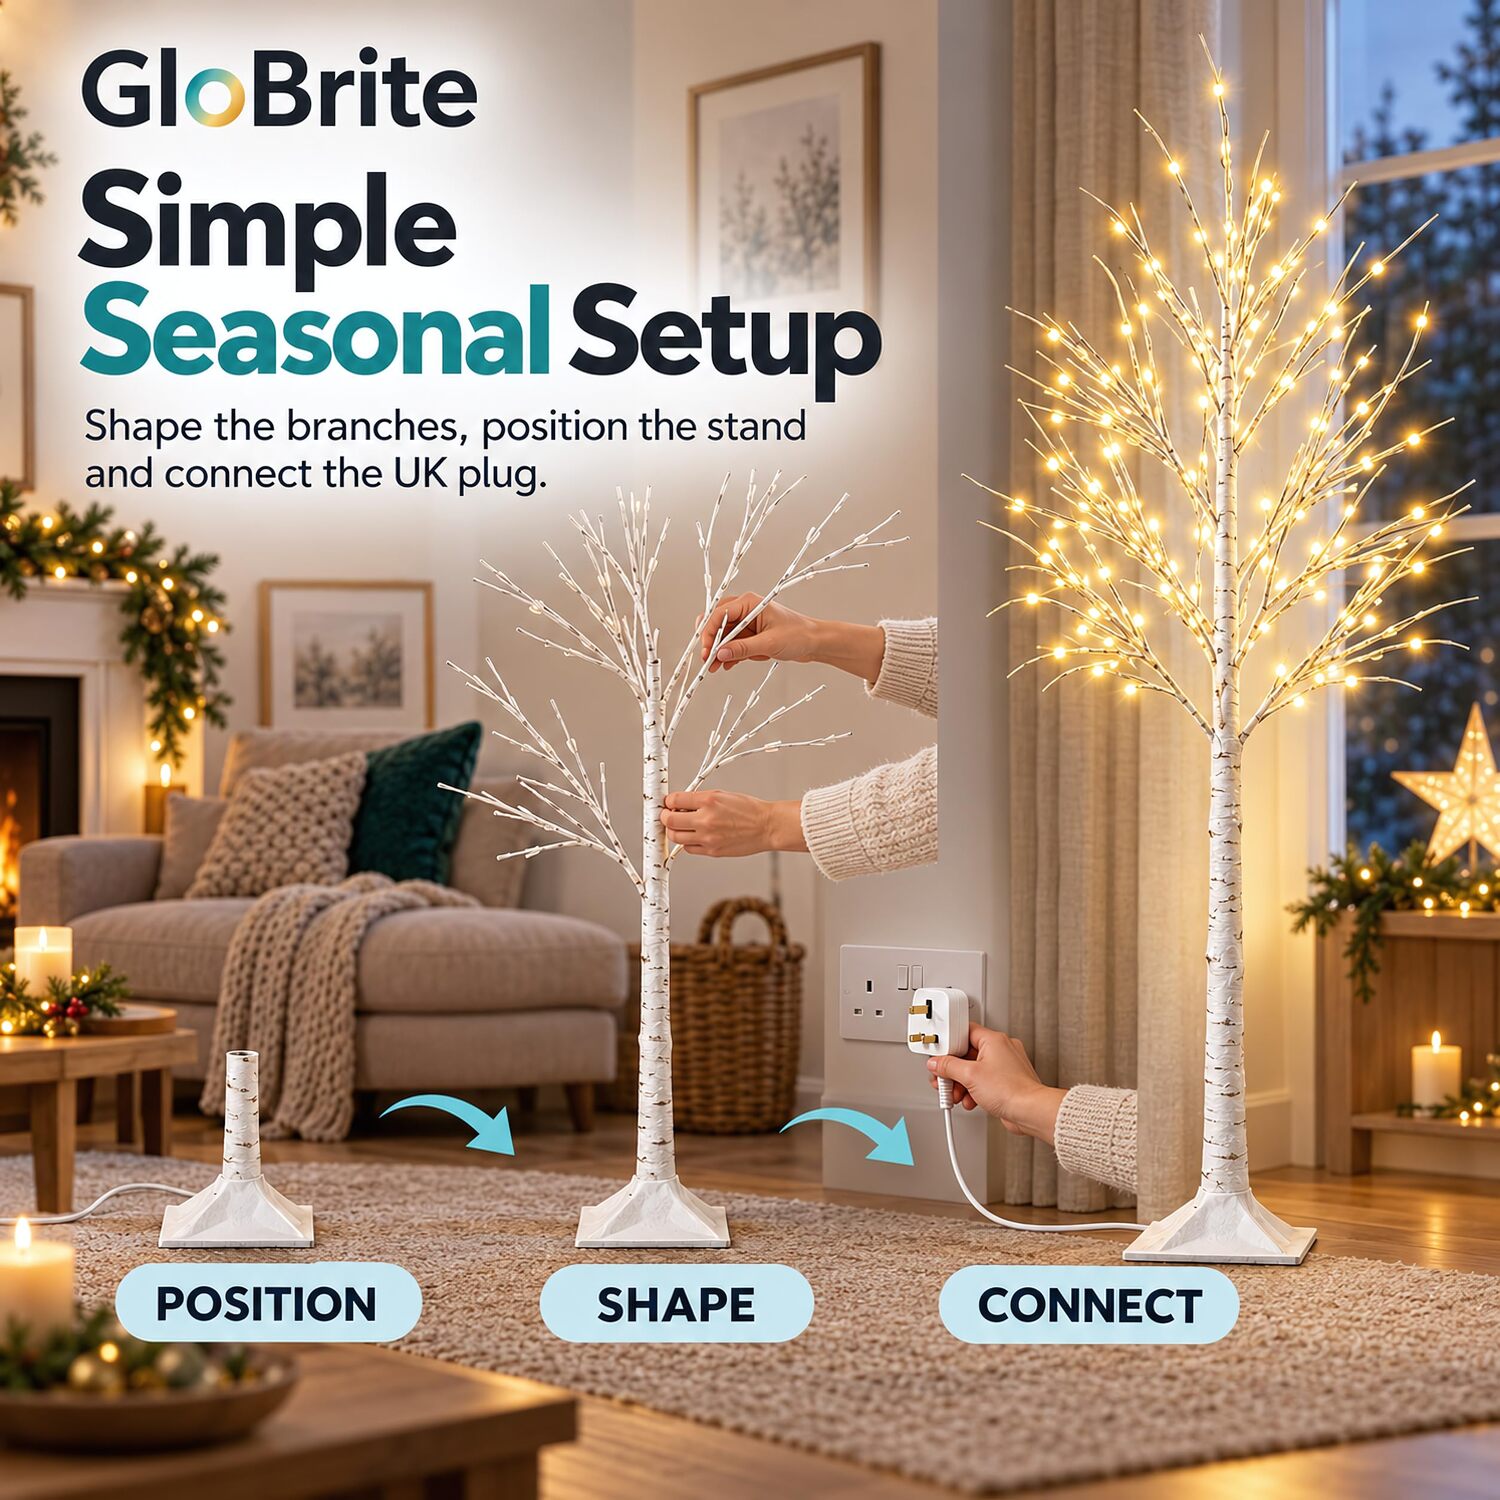 GloBrite
Simple
Seasonal Setup
Shape the branches, position the stand
and connect the UK plug.
POSITION
SHAPE
CONNECT